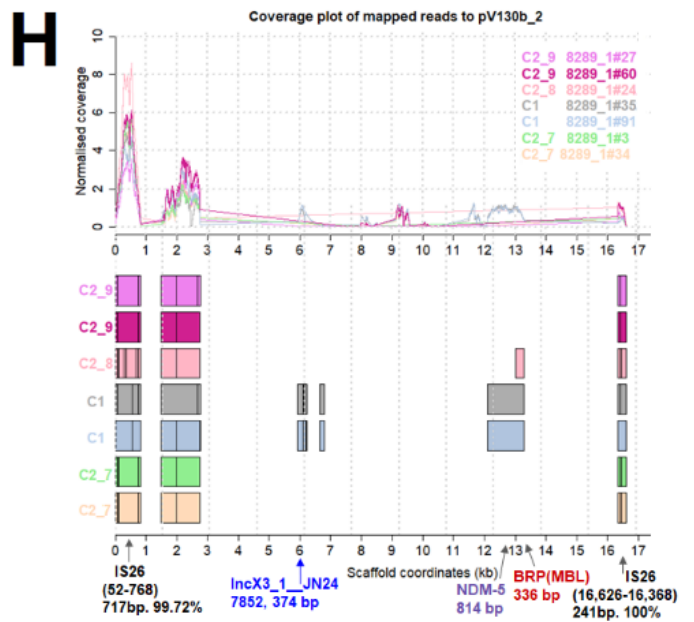 H
Coverage plot of mapped reads to pV130b_2
Normalised coverage
10
8
6
4
2
0
C2_9 8289_1#27
C2_9 8289_1#60
C2_8 8289_1#24
C1 8289_1#35
C1 8289_1#91
C2_7 8289_1#3
C2_7 8289_1#34
0 1 2 3 4 5 6 7 8 9 10 11 12 13 14 15 16 17
C2_9
C2_9
C2_8
C1
C1
C2_7
C2_7
0 1 2 3 4 5 6 7 8 9 10 11 12 13 14 15 16 17
Scaffold coordinates (kb)
IS26
(52-768)
717bp. 99.72%
IncX3_1__JN24
7852, 374 bp
NDM-5
814 bp
BRP(MBL)
336 bp
IS26
(16,626-16,368)
241bp. 100%